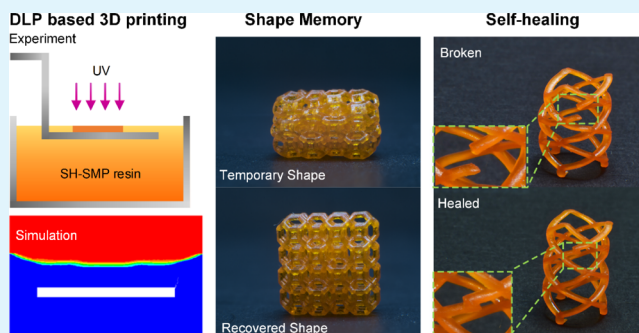 DLP based 3D printing
Shape Memory
Self-healing
Experiment
UV
SH-SMP resin
Simulation
Temporary Shape
Recovered Shape
Broken
Healed